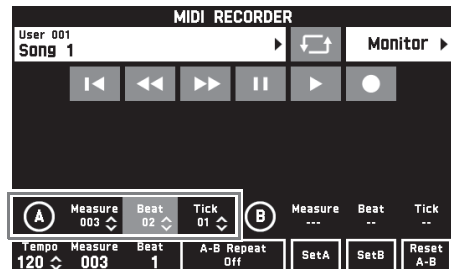 MIDI RECORDER
User 001
Song 1
Monitor
A Measure Beat Tick B Measure Beat Tick
003 02 01 --- -- --
Tempo Measure Beat A-B Repeat SetA SetB Reset A-B
120 003 1 Off